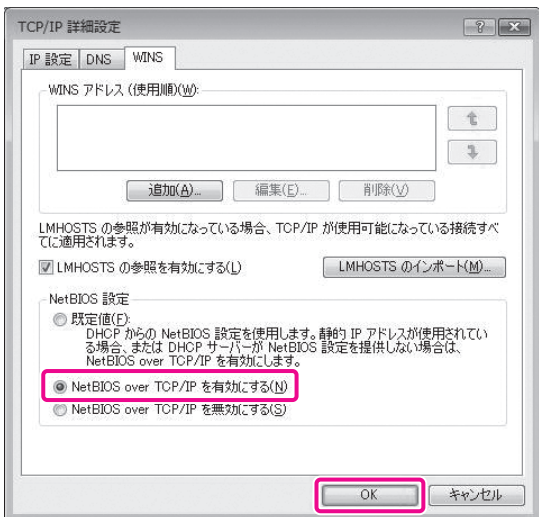 TCP/IP 詳細設定
IP 設定 DNS WINS
WINS アドレス (使用順)(W):
追加(A)... 編集(E)... 削除(V)
LMHOSTS の参照が有効になっている場合、TCP/IP が使用可能になっている接続すべ
てに適用されます。
LMHOSTS の参照を有効にする(L) LMHOSTS のインポート(M)...
NetBIOS 設定
既定値(F):
DHCP からの NetBIOS 設定を使用します。静的 IP アドレスが使用されてい
る場合、または DHCP サーバーが NetBIOS 設定を提供しない場合は、
NetBIOS over TCP/IP を有効にします。
NetBIOS over TCP/IP を有効にする(N)
NetBIOS over TCP/IP を無効にする(S)
OK キャンセル